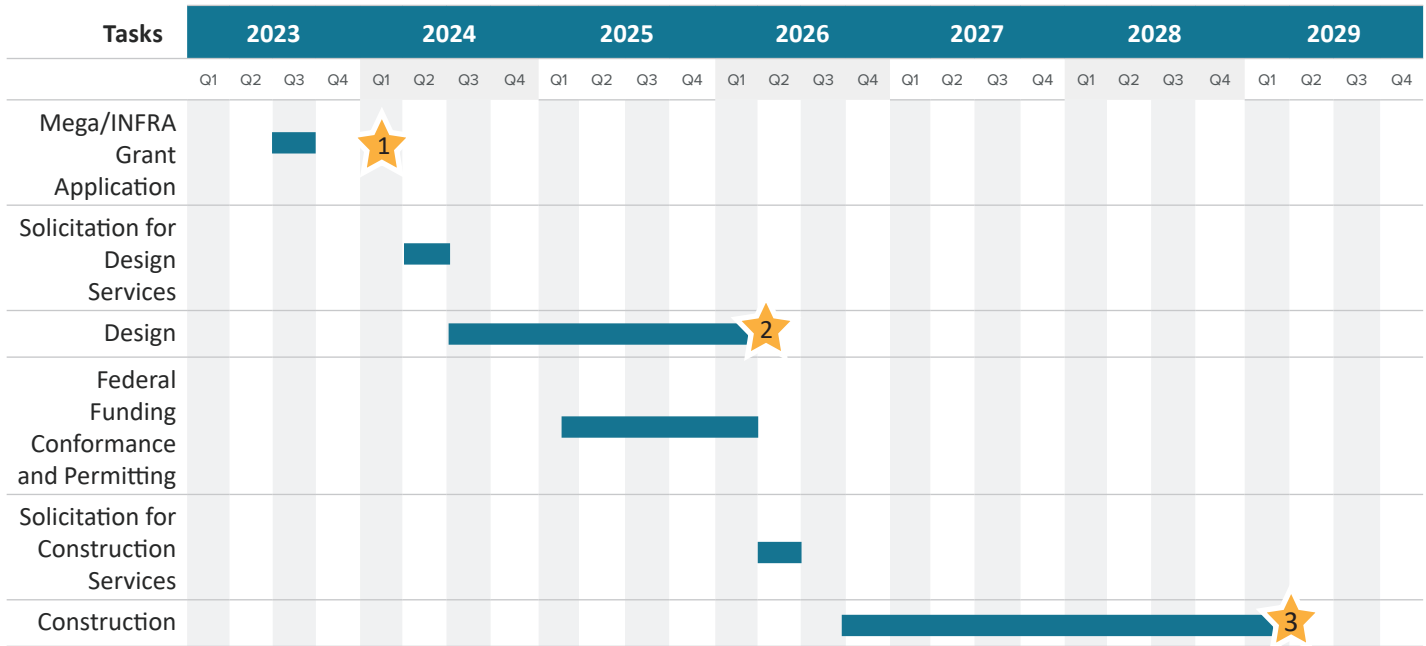 Tasks 2023 2024 2025 2026 2027 2028 2029
Q1 Q2 Q3 Q4 Q1 Q2 Q3 Q4 Q1 Q2 Q3 Q4 Q1 Q2 Q3 Q4 Q1 Q2 Q3 Q4 Q1 Q2 Q3 Q4 Q1 Q2 Q3 Q4
Mega/INFRA
Grant
Application
1
Solicitation for
Design
Services
Design
2
Federal
Funding
Conformance
and Permitting
Solicitation for
Construction
Services
Construction
3